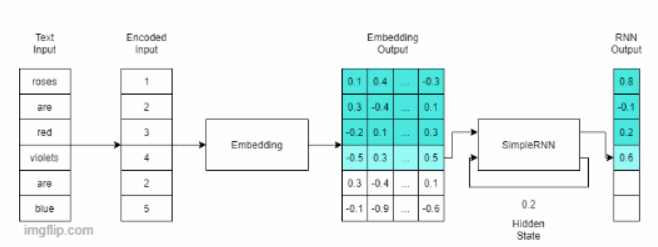 Text Input
Encoded Input
Embedding Output
RNN Output
roses 1 0.1 0.4 ... -0.3 0.8
are 2 0.3 -0.4 ... 0.1 -0.1
red 3 -0.2 0.1 ... 0.3 0.2
violets 4 Embedding -0.5 0.3 ... 0.5 SimpleRNN 0.6
are 2 0.3 -0.4 ... 0.1
blue 5 -0.1 -0.9 ... -0.6
0.2
Hidden
State
imgflip.com